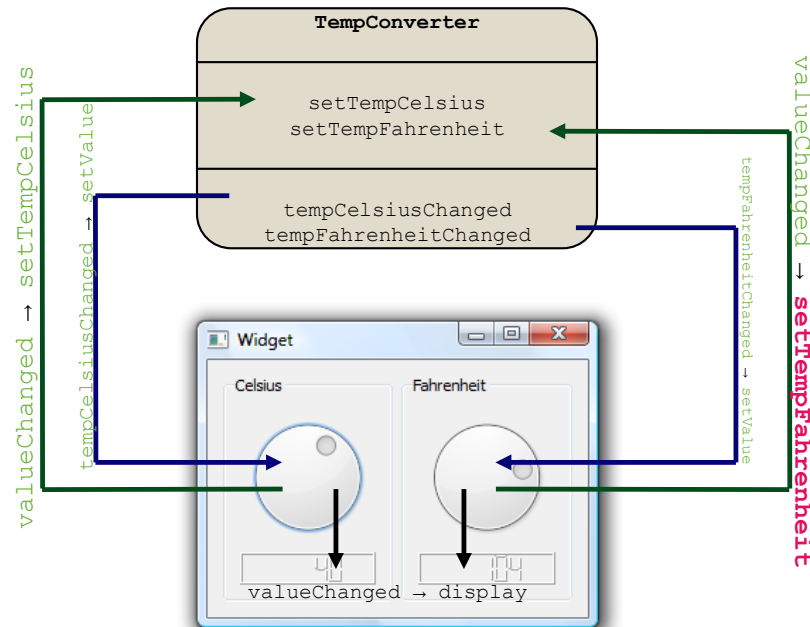 TempConverter
setTempCelsius
setTempFahrenheit
tempCelsiusChanged
tempFahrenheitChanged
valueChanged → setTempCelsius
tempCelsiusChanged → setValue
tempFahrenheitChanged → setValue
valueChanged → setTempFahrenheit
Widget
Celsius
Fahrenheit
40
104
valueChanged → display